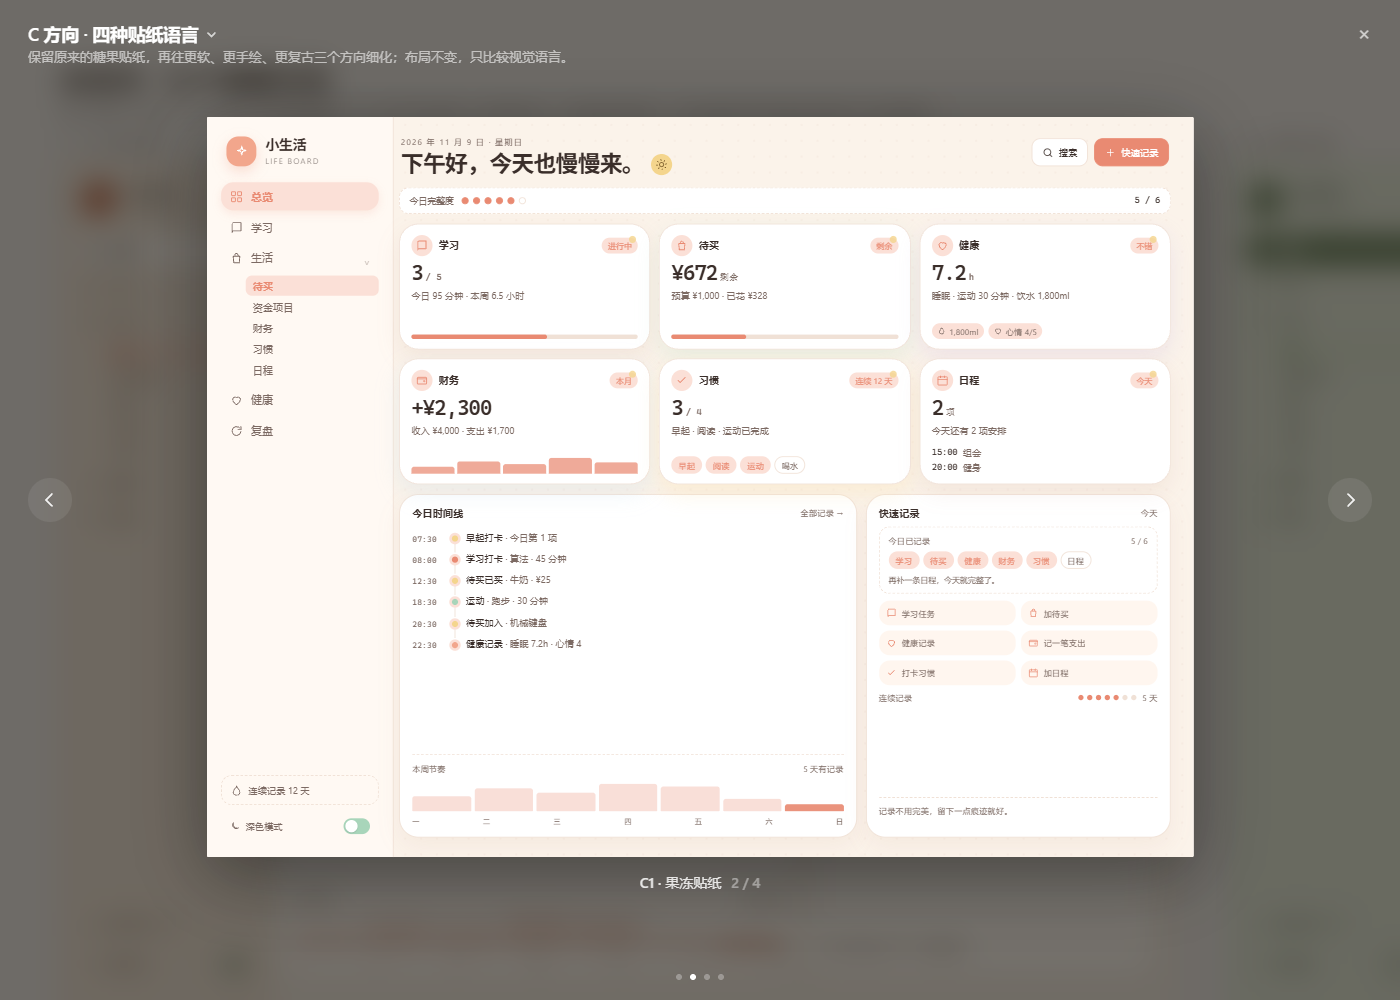 C 方向 · 四种贴纸语言
保留原来的糖果贴纸，再往更软、更手绘、更复古三个方向细化；布局不变，只比较视觉语言。
小生活
LIFE BOARD
总览
学习
生活
待买
资金项目
财务
习惯
日程
健康
复盘
连续记录 12 天
深色模式
2026 年 11 月 9 日 · 星期日
下午好，今天也慢慢来。
搜索
快速记录
今日完整度
5 / 6
学习
进行中
3 / 5
今日 95 分钟 · 本周 6.5 小时
待买
剩余
¥672 剩余
预算 ¥1,000 · 已花 ¥328
健康
不错
7.2 h
睡眠 · 运动 30 分钟 · 饮水 1,800ml
1,800ml
心情 4/5
财务
本月
+¥2,300
收入 ¥4,000 · 支出 ¥1,700
习惯
连续 12 天
3 / 4
早起 · 阅读 · 运动已完成
早起 阅读 运动 喝水
日程
今天
2 项
今天还有 2 项安排
15:00 组会
20:00 健身
今日时间线
全部记录 →
07:30 早起打卡 · 今日第 1 项
08:00 学习打卡 · 算法 · 45 分钟
12:30 待买已买 · 牛奶 · ¥25
18:30 运动 · 跑步 · 30 分钟
20:30 待买加入 · 机械键盘
22:30 健康记录 · 睡眠 7.2h · 心情 4
本周节奏
5 天有记录
一 二 三 四 五 六 日
快速记录
今天
今日已记录
5 / 6
学习 待买 健康 财务 习惯 日程
再补一条日程，今天就完整了。
学习任务
加待买
健康记录
记一笔支出
打卡习惯
加日程
连续记录
5 天
记录不用完美，留下一点痕迹就好。
C1 · 果冻贴纸 2 / 4